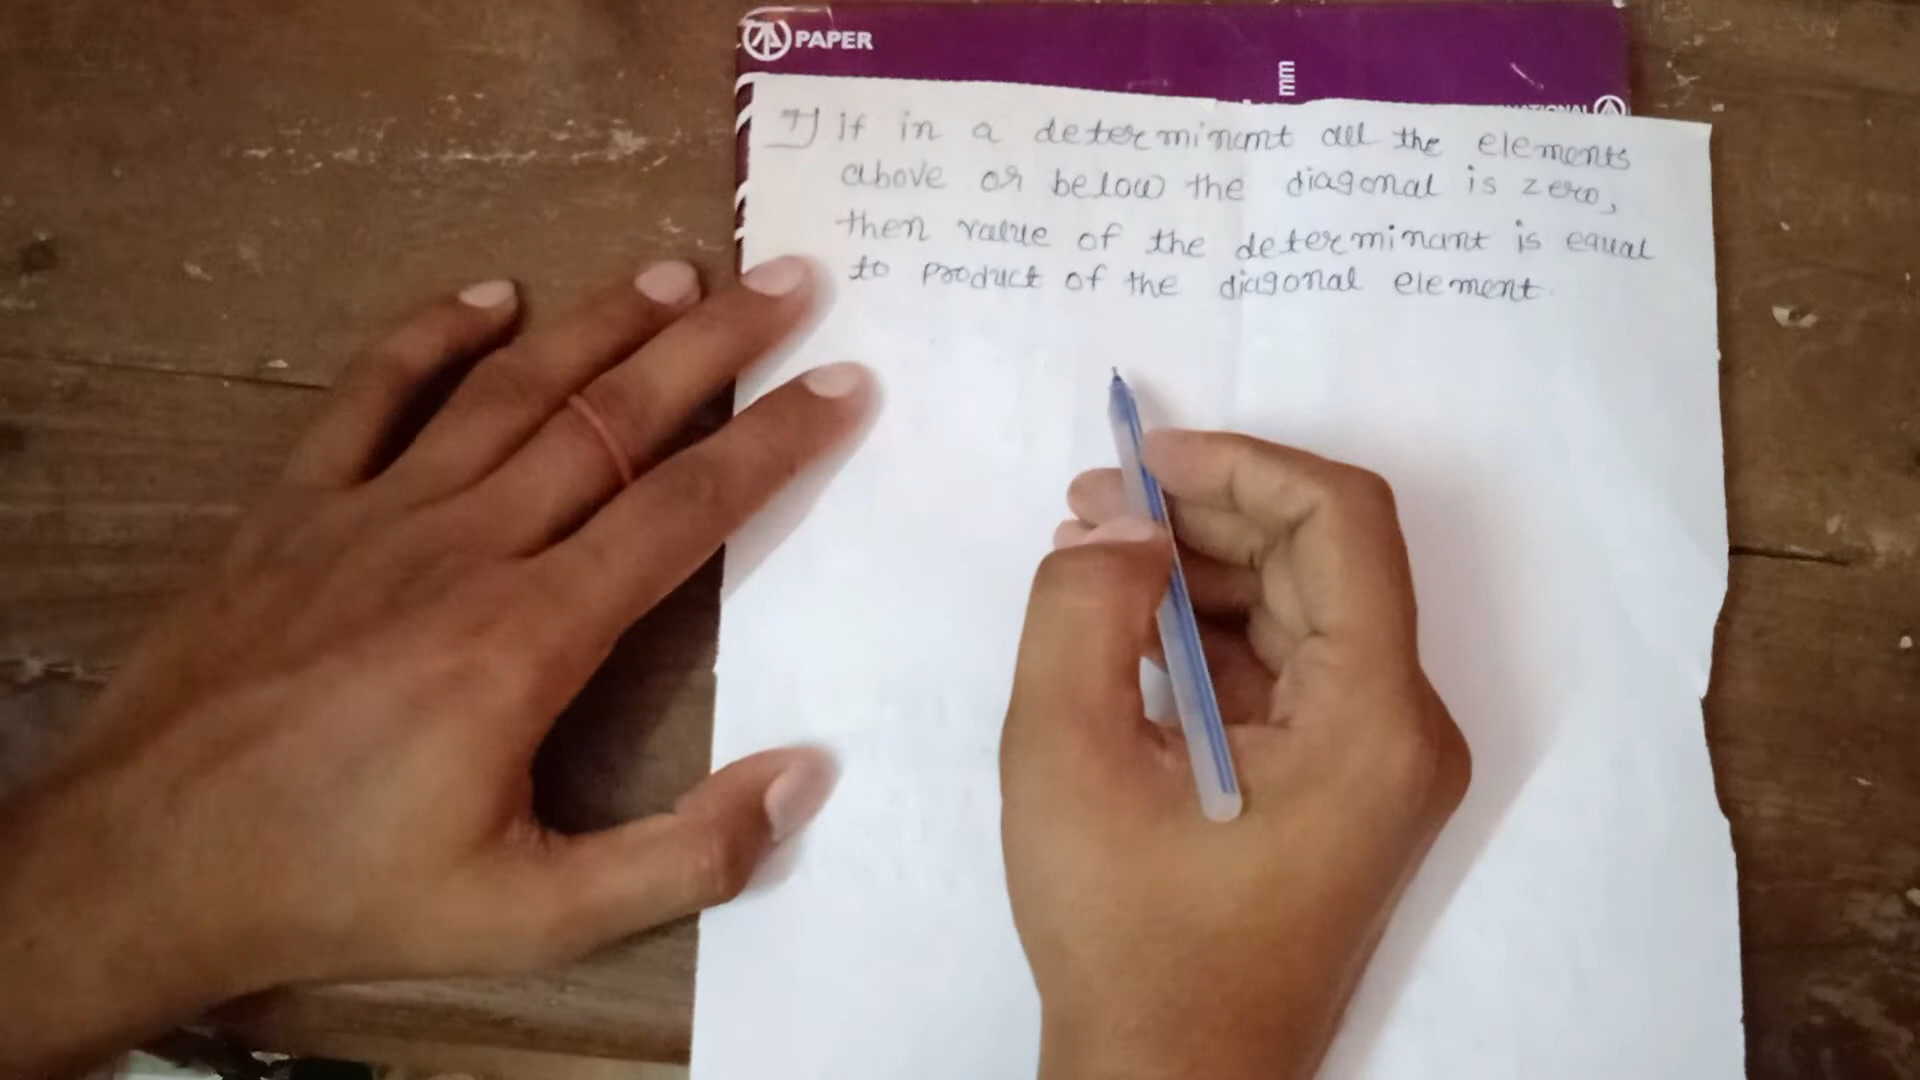 PAPER
mm
7) if in a determinant all the elements
above or below the diagonal is zero,
then value of the determinant is equal
to product of the diagonal element.